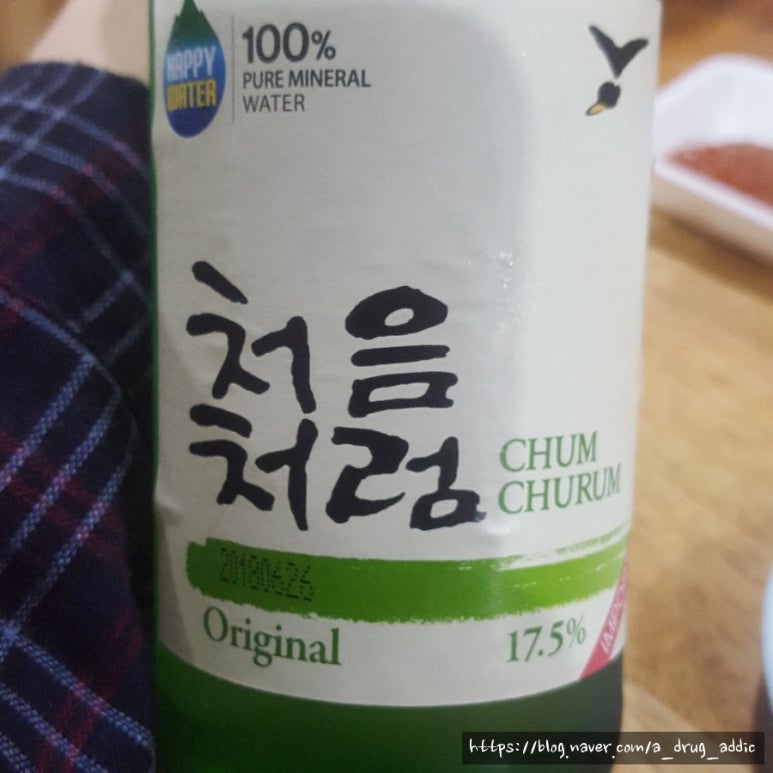 HAPPY
WATER
100%
PURE MINERAL
WATER
처음
처럼
CHUM
CHURUM
20180626
Original
17.5%
https://blog.naver.com/a_drug_addic